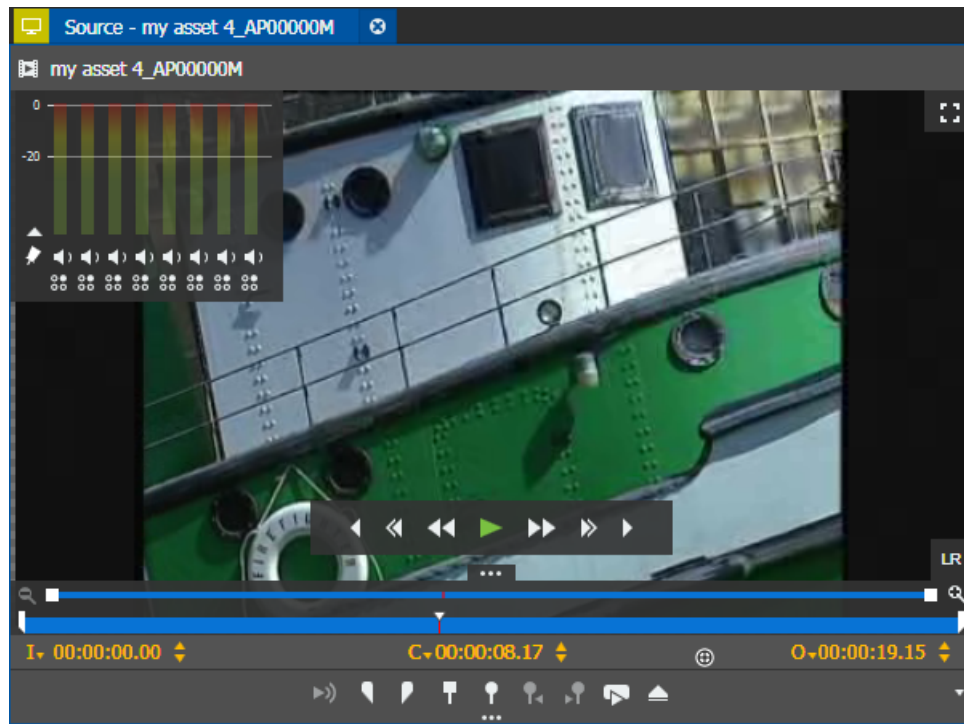 Source - my asset 4_AP00000M
my asset 4_AP00000M
0
-20
LR
I 00:00:00.00
C 00:00:08.17
O 00:00:19.15